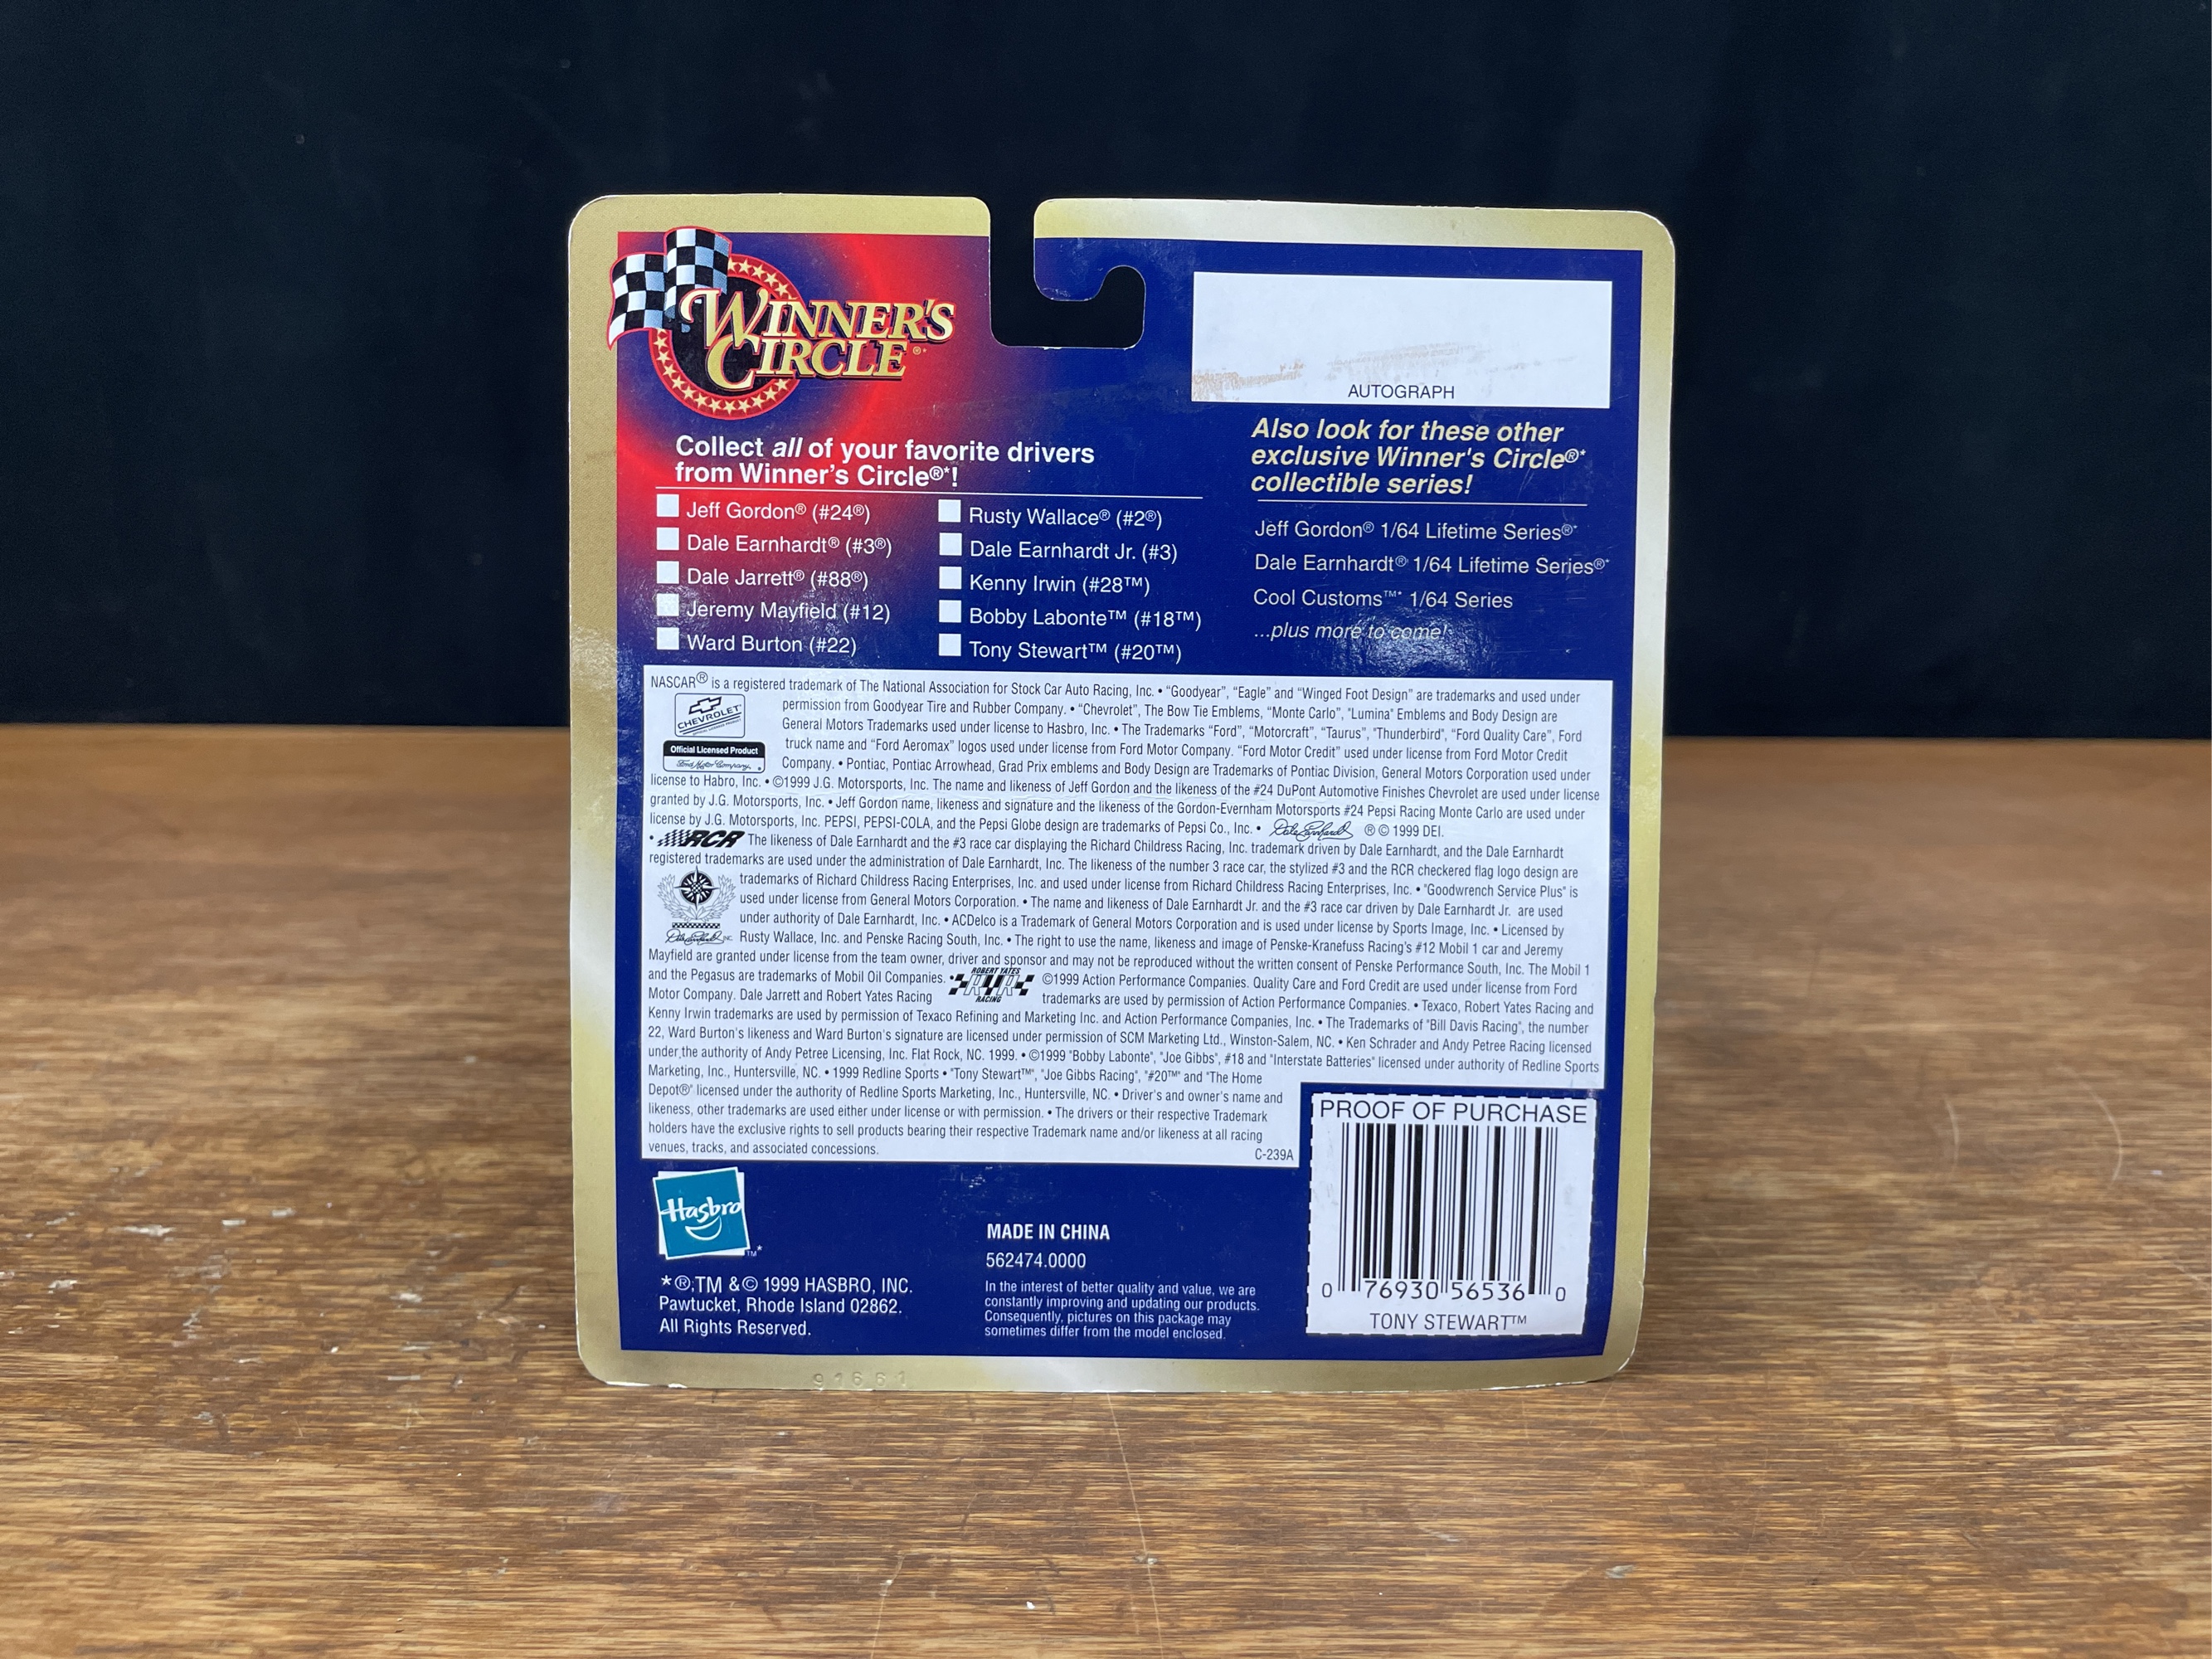 WINNER'S
CIRCLE®*
AUTOGRAPH
Collect all of your favorite drivers
from Winner's Circle®*!
Jeff Gordon® (#24®)
Dale Earnhardt® (#3®)
Dale Jarrett® (#88®)
Jeremy Mayfield (#12)
Ward Burton (#22)
Rusty Wallace® (#2®)
Dale Earnhardt Jr. (#3)
Kenny Irwin (#28™)
Bobby Labonte™ (#18™)
Tony Stewart™ (#20™)
Also look for these other
exclusive Winner's Circle®*
collectible series!
Jeff Gordon® 1/64 Lifetime Series®*
Dale Earnhardt® 1/64 Lifetime Series®*
Cool Customs™* 1/64 Series
...plus more to come!
NASCAR® is a registered trademark of The National Association for Stock Car Auto Racing, Inc. • “Goodyear”, “Eagle” and “Winged Foot Design” are trademarks and used under
permission from Goodyear Tire and Rubber Company. • “Chevrolet”, The Bow Tie Emblems, “Monte Carlo”, "Lumina" Emblems and Body Design are
General Motors Trademarks used under license to Hasbro, Inc. • The Trademarks “Ford”, “Motorcraft”, “Taurus”, "Thunderbird", “Ford Quality Care”, Ford
truck name and “Ford Aeromax” logos used under license from Ford Motor Company. “Ford Motor Credit” used under license from Ford Motor Credit
Company. • Pontiac, Pontiac Arrowhead, Grad Prix emblems and Body Design are Trademarks of Pontiac Division, General Motors Corporation used under
CHEVROLET
Official Licensed Product
Ford Motor Company
license to Habro, Inc. • ©1999 J.G. Motorsports, Inc. The name and likeness of Jeff Gordon and the likeness of the #24 DuPont Automotive Finishes Chevrolet are used under license
granted by J.G. Motorsports, Inc. • Jeff Gordon name, likeness and signature and the likeness of the Gordon-Evernham Motorsports #24 Pepsi Racing Monte Carlo are used under
license by J.G. Motorsports, Inc. PEPSI, PEPSI-COLA, and the Pepsi Globe design are trademarks of Pepsi Co., Inc. • Dale Earnhardt ® © 1999 DEI.
• RCR The likeness of Dale Earnhardt and the #3 race car displaying the Richard Childress Racing, Inc. trademark driven by Dale Earnhardt, and the Dale Earnhardt
registered trademarks are used under the administration of Dale Earnhardt, Inc. The likeness of the number 3 race car, the stylized #3 and the RCR checkered flag logo design are
trademarks of Richard Childress Racing Enterprises, Inc. and used under license from Richard Childress Racing Enterprises, Inc. • "Goodwrench Service Plus" is
used under license from General Motors Corporation. • The name and likeness of Dale Earnhardt Jr. and the #3 race car driven by Dale Earnhardt Jr. are used
under authority of Dale Earnhardt, Inc. • ACDelco is a Trademark of General Motors Corporation and is used under license by Sports Image, Inc. • Licensed by
Dale Earnhardt INC Rusty Wallace, Inc. and Penske Racing South, Inc. • The right to use the name, likeness and image of Penske-Kranefuss Racing's #12 Mobil 1 car and Jeremy
Mayfield are granted under license from the team owner, driver and sponsor and may not be reproduced without the written consent of Penske Performance South, Inc. The Mobil 1
and the Pegasus are trademarks of Mobil Oil Companies. • ROBERT YATES RACING ©1999 Action Performance Companies. Quality Care and Ford Credit are used under license from Ford
Motor Company. Dale Jarrett and Robert Yates Racing trademarks are used by permission of Action Performance Companies. • Texaco, Robert Yates Racing and
Kenny Irwin trademarks are used by permission of Texaco Refining and Marketing Inc. and Action Performance Companies, Inc. • The Trademarks of "Bill Davis Racing", the number
22, Ward Burton's likeness and Ward Burton's signature are licensed under permission of SCM Marketing Ltd., Winston-Salem, NC. • Ken Schrader and Andy Petree Racing licensed
under the authority of Andy Petree Licensing, Inc. Flat Rock, NC. 1999. • ©1999 "Bobby Labonte", "Joe Gibbs", #18 and "Interstate Batteries" licensed under authority of Redline Sports
Marketing, Inc., Huntersville, NC. • 1999 Redline Sports • "Tony Stewart™", "Joe Gibbs Racing", "#20™" and "The Home
Depot®" licensed under the authority of Redline Sports Marketing, Inc., Huntersville, NC. • Driver's and owner's name and
likeness, other trademarks are used either under license or with permission. • The drivers or their respective Trademark
holders have the exclusive rights to sell products bearing their respective Trademark name and/or likeness at all racing
venues, tracks, and associated concessions.
C-239A
Hasbro
TM*
*®;TM &© 1999 HASBRO, INC.
Pawtucket, Rhode Island 02862.
All Rights Reserved.
MADE IN CHINA
562474.0000
In the interest of better quality and value, we are
constantly improving and updating our products.
Consequently, pictures on this package may
sometimes differ from the model enclosed.
PROOF OF PURCHASE
0 76930 56536 0
TONY STEWART™
91661